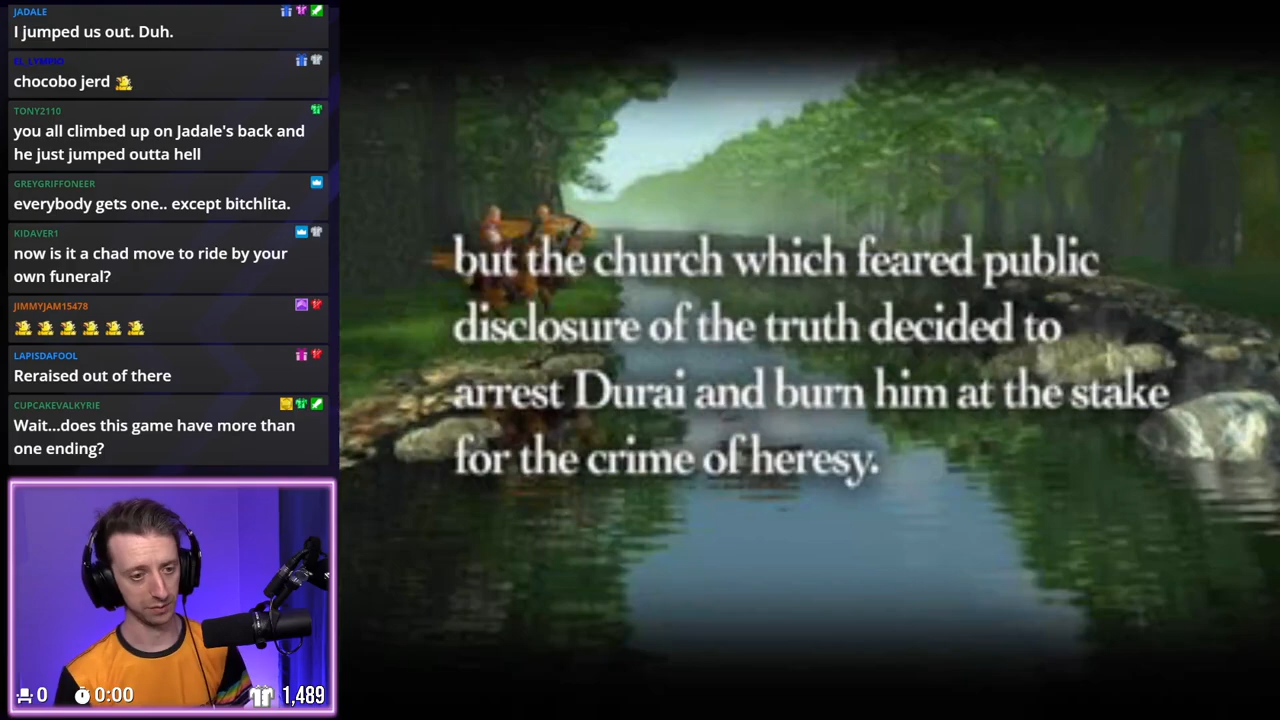 JADALE
I jumped us out. Duh.
EL_LYMPIO
chocobo jerd
TONY2110
you all climbed up on Jadale's back and
he just jumped outta hell
GREYGRIFFONEER
everybody gets one.. except bitchlita.
KIDAVER1
now is it a chad move to ride by your
own funeral?
JIMMYJAM15478
LAPISDAFOOL
Reraised out of there
CUPCAKEVALKYRIE
Wait...does this game have more than
one ending?
0
0:00
1,489
but the church which feared public
disclosure of the truth decided to
arrest Durai and burn him at the stake
for the crime of heresy.